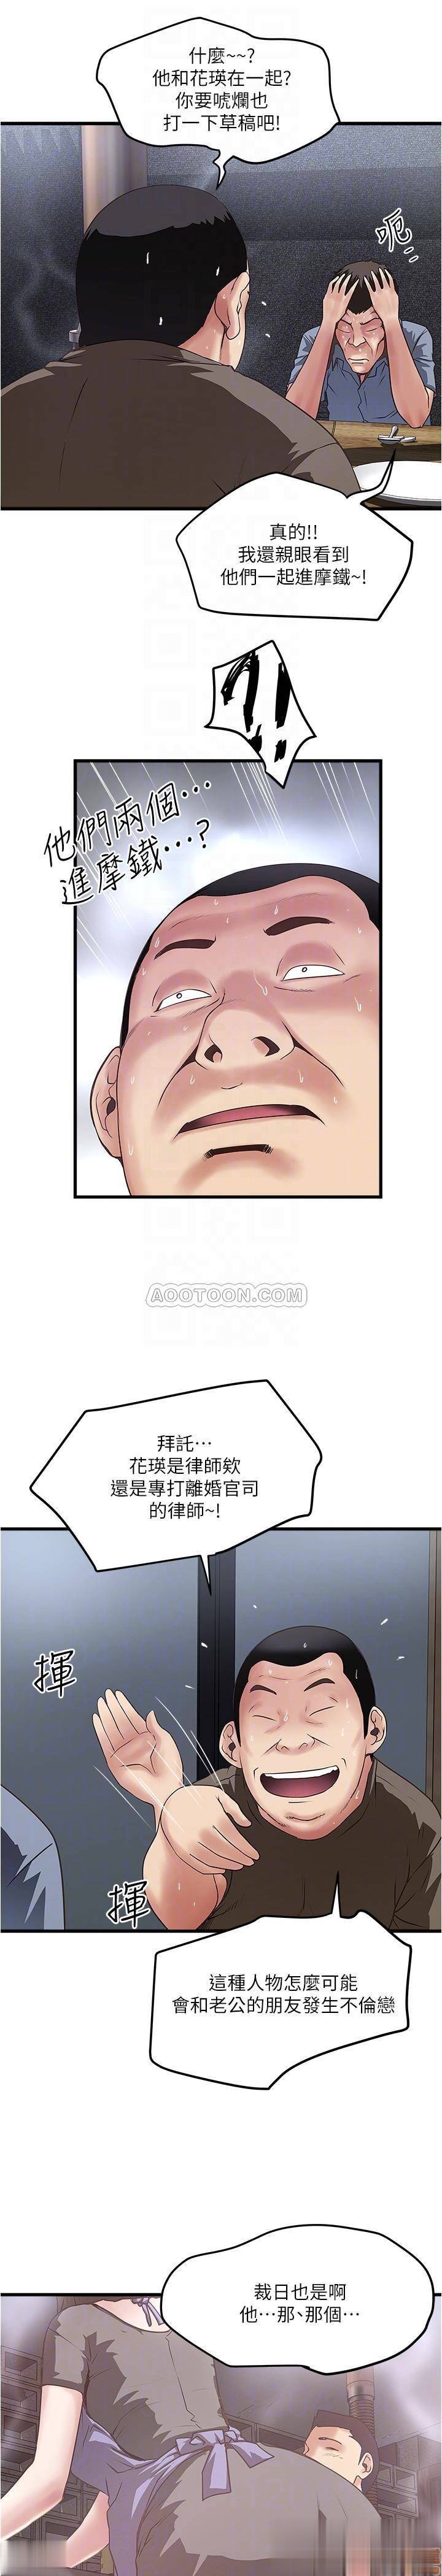 什麼~~?
他和花瑛在一起?
你要唬爛也
打一下草稿吧!
呃
真的!!
我還親眼看到
他們一起進摩鐵~!
他們兩個…
進摩鐵…?
AOOTOON.COM
拜託…
花瑛是律師欸
還是專打離婚官司
的律師~!
揮
揮
這種人物怎麼可能
會和老公的朋友發生不倫戀
裁日也是啊
他…那、那個…